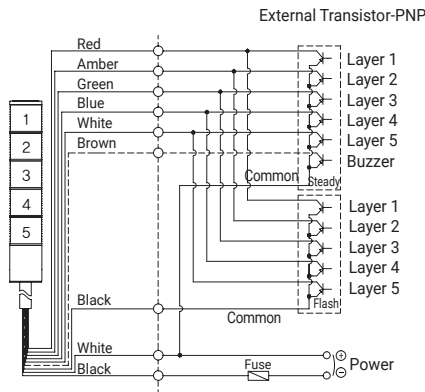 External Transistor-PNP
Red
Layer 1
Amber
Layer 2
Green
Layer 3
Blue
Layer 4
White
Layer 5
Brown
Buzzer
Common
Steady
1
2
3
4
5
Layer 1
Layer 2
Layer 3
Layer 4
Layer 5
Black
Flash
Common
White
Black
Fuse
+
−
Power